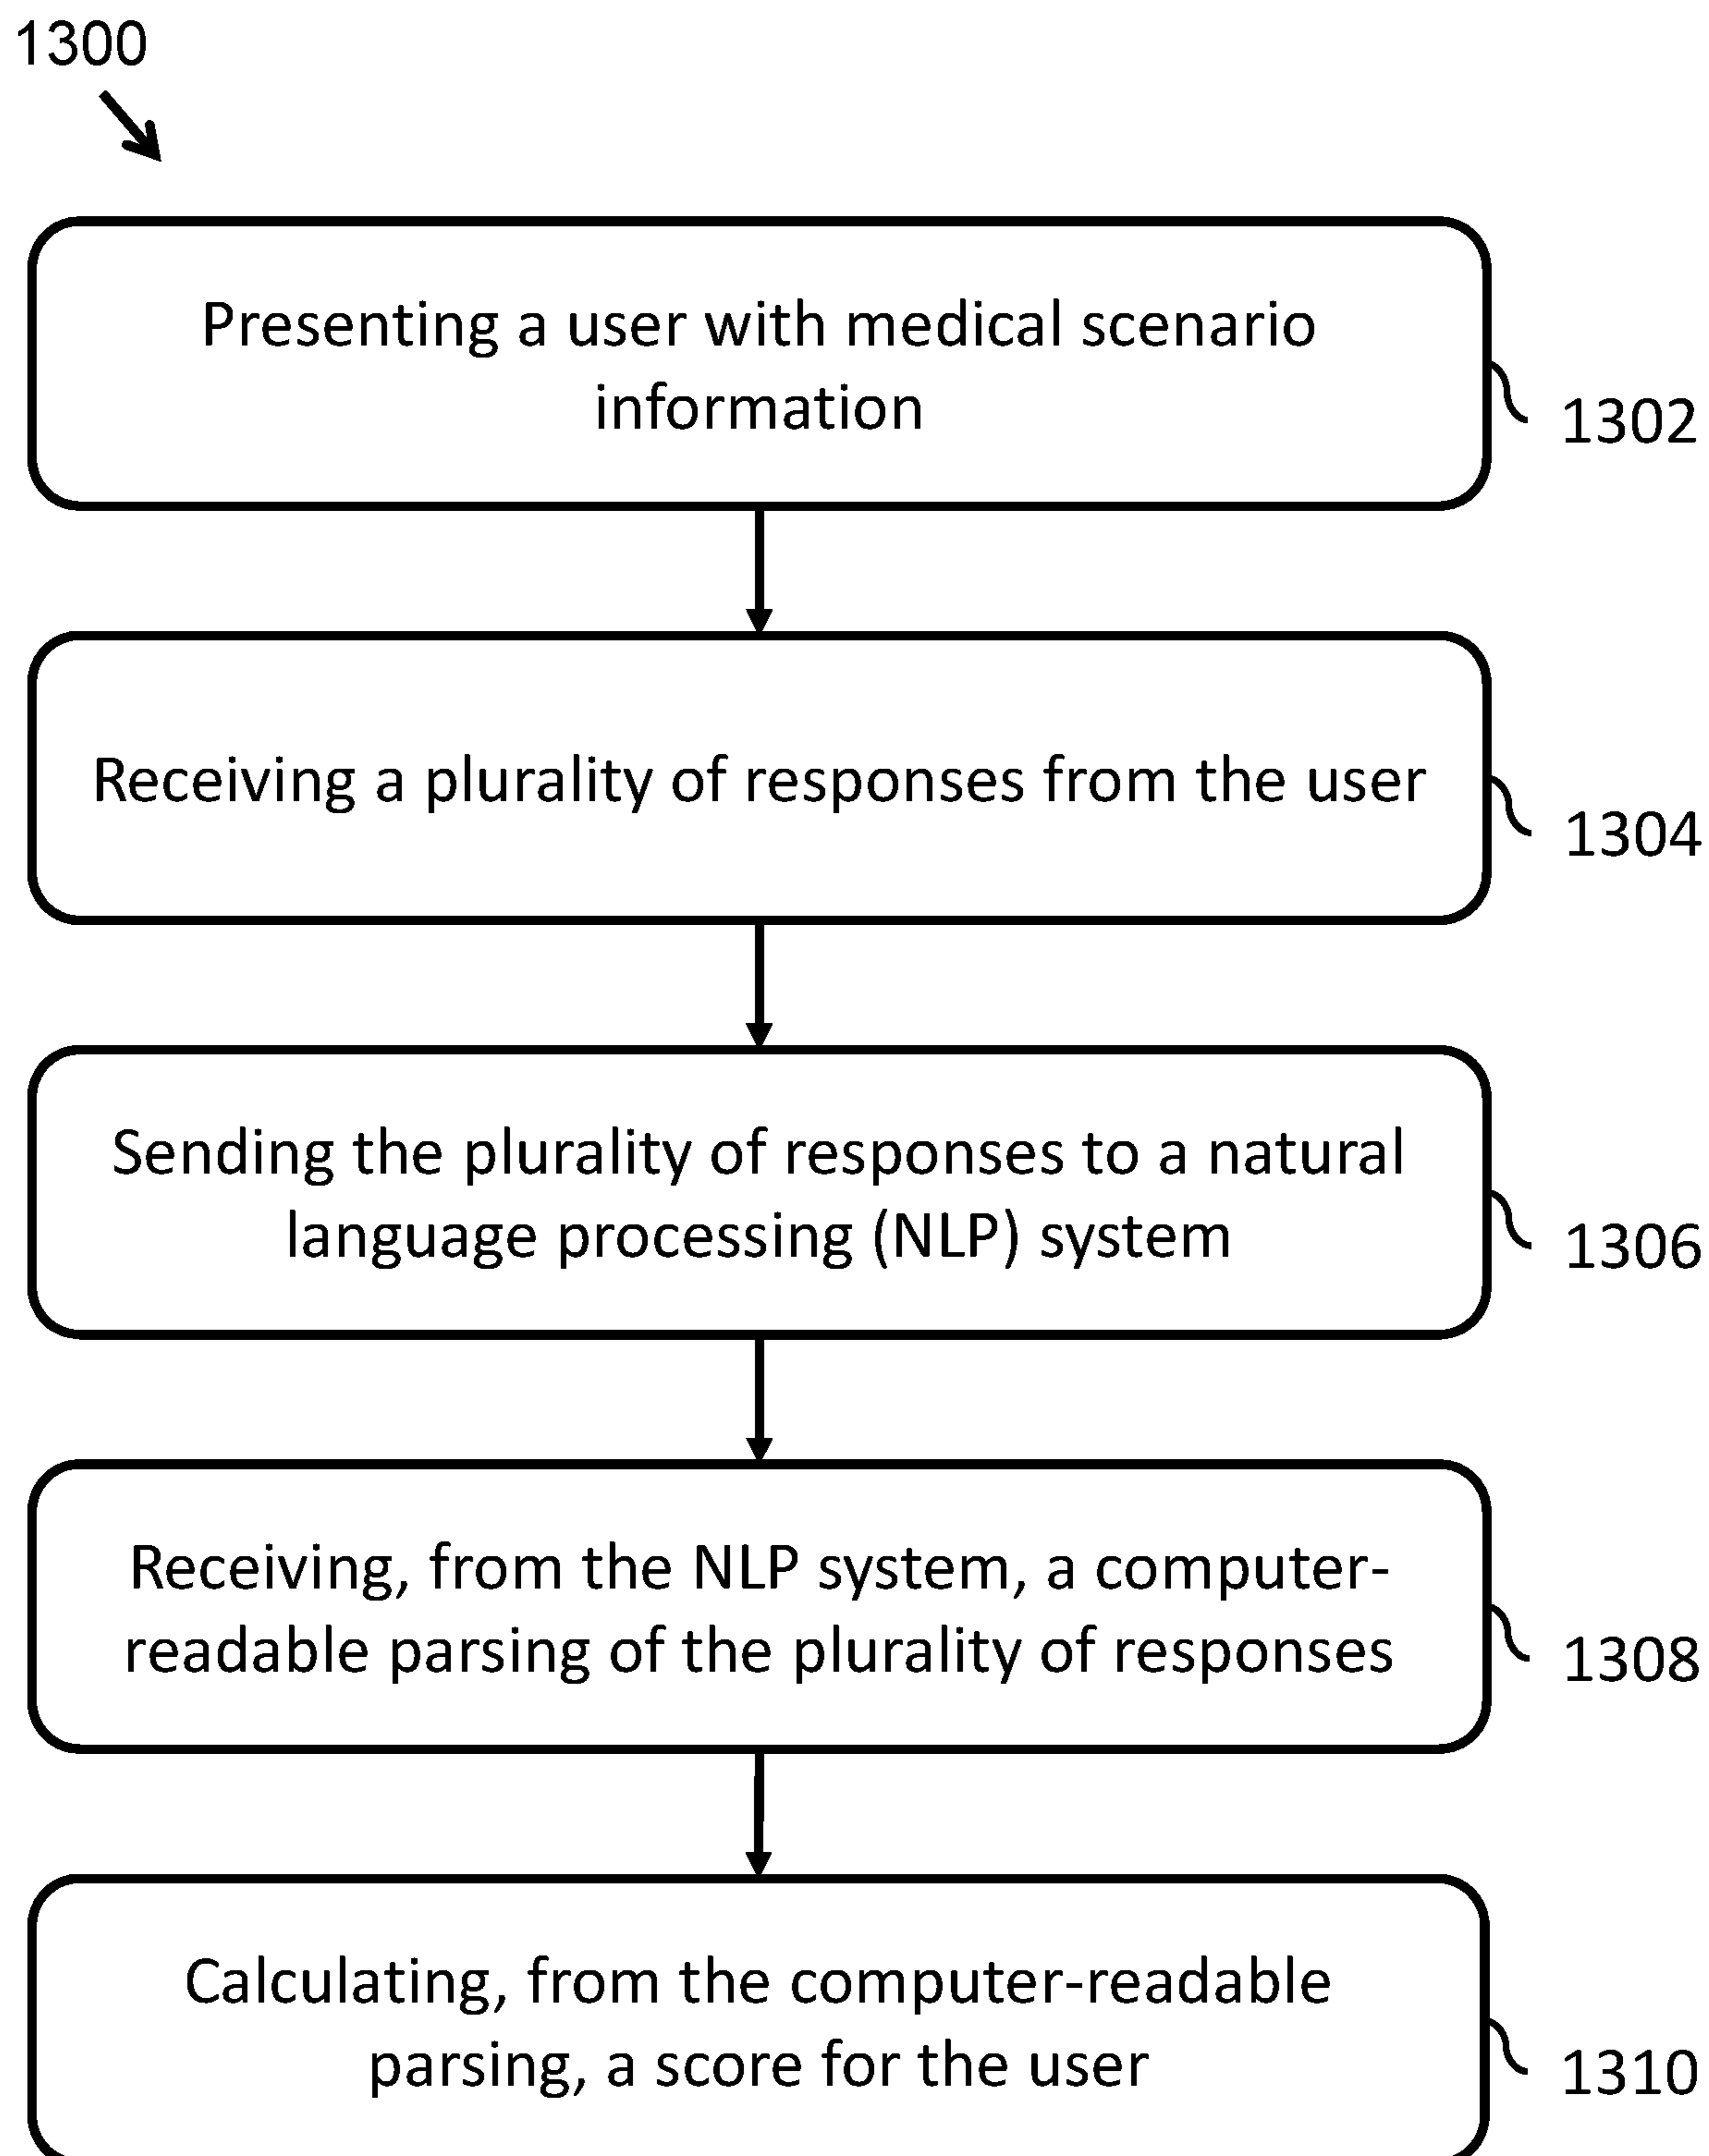 1300
Presenting a user with medical scenario
information
1302
Receiving a plurality of responses from the user
1304
Sending the plurality of responses to a natural
language processing (NLP) system
1306
Receiving, from the NLP system, a computer-
readable parsing of the plurality of responses
1308
Calculating, from the computer-readable
parsing, a score for the user
1310